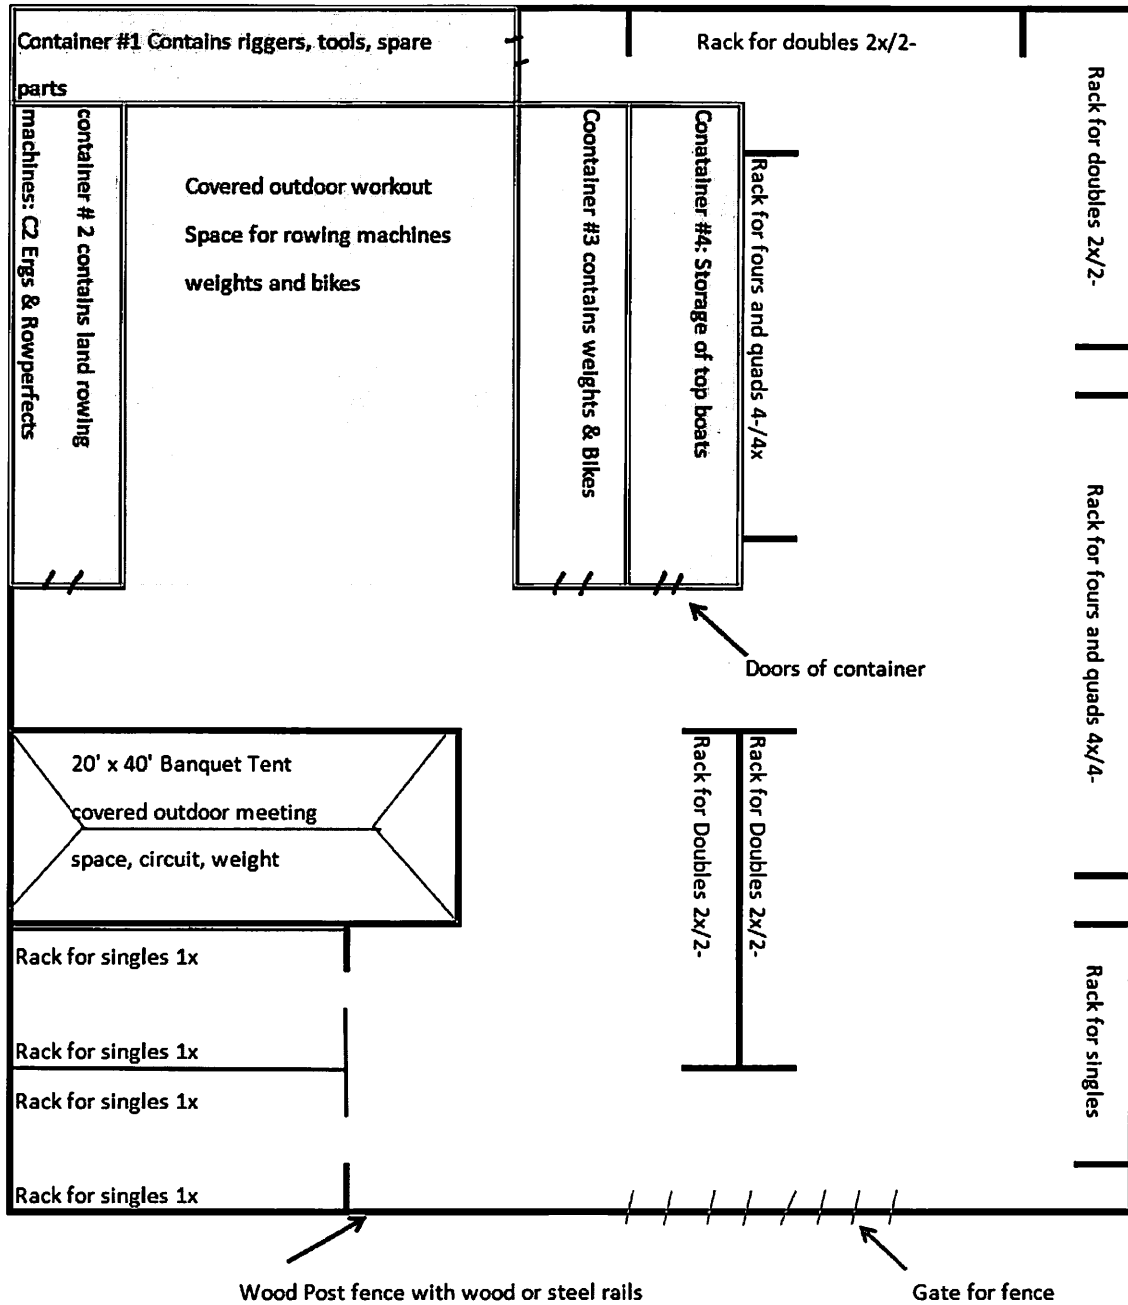 Container #1 Contains riggers, tools, spare
parts
Rack for doubles 2x/2-
Rack for doubles 2x/2-
container # 2 contains land rowing
machines: C2 Ergs & Rowperfects
Covered outdoor workout
Space for rowing machines
weights and bikes
Coontainer #3 contains weights & Bikes
Conatainer #4: Storage of top boats
Rack for fours and quads 4-/4x
Rack for fours and quads 4x/4-
Doors of container
20' x 40' Banquet Tent
covered outdoor meeting
space, circuit, weight
Rack for Doubles 2x/2-
Rack for Doubles 2x/2-
Rack for singles 1x
Rack for singles 1x
Rack for singles 1x
Rack for singles 1x
Rack for singles
Wood Post fence with wood or steel rails
Gate for fence